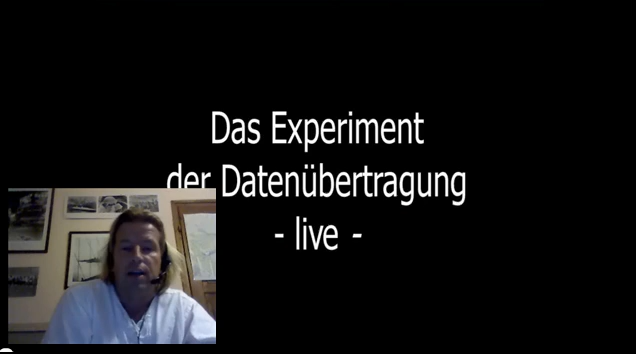 Das Experiment
der Datenübertragung
- live -